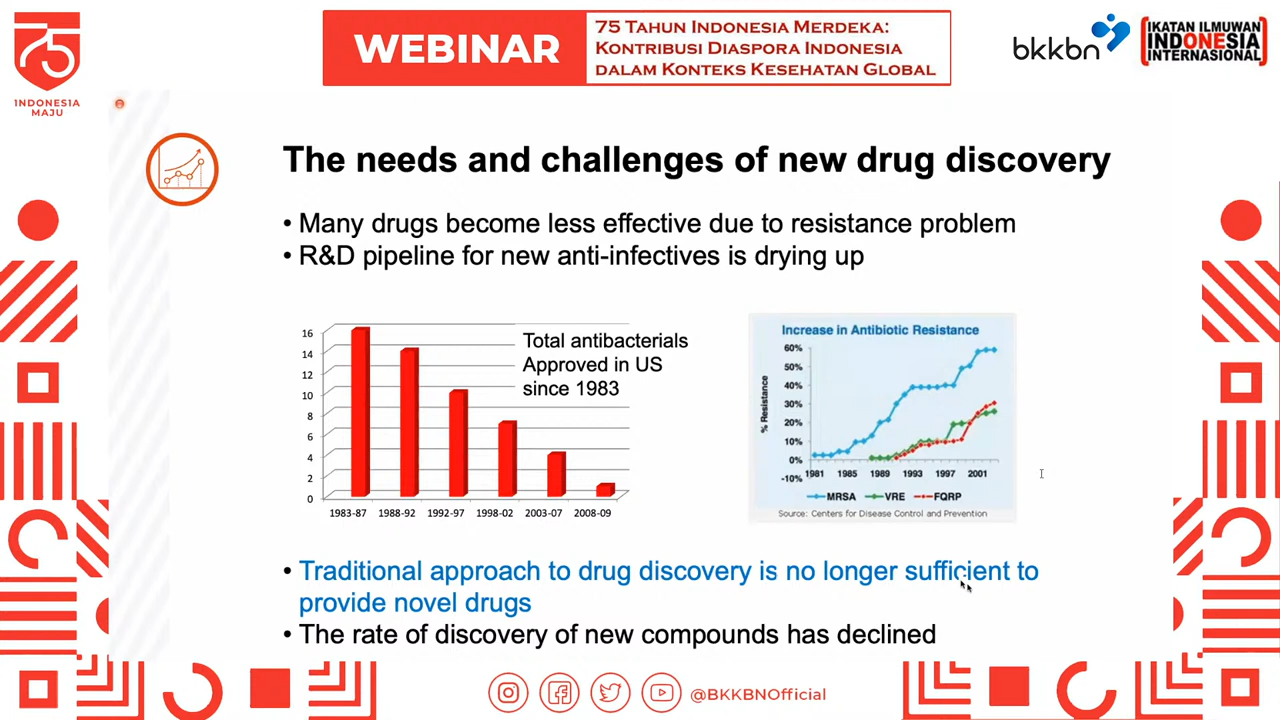 75
INDONESIA
MAJU
WEBINAR
75 TAHUN INDONESIA MERDEKA:
KONTRIBUSI DIASPORA INDONESIA
DALAM KONTEKS KESEHATAN GLOBAL
bkkbn
IKATAN ILMUWAN
INDONESIA
INTERNASIONAL
The needs and challenges of new drug discovery
• Many drugs become less effective due to resistance problem
• R&D pipeline for new anti-infectives is drying up
Total antibacterials
Approved in US
since 1983
16
14
12
10
8
6
4
2
0
1983-87 1988-92 1992-97 1998-02 2003-07 2008-09
Increase in Antibiotic Resistance
% Resistance
60%
50%
40%
30%
20%
10%
0%
-10%
1981 1985 1989 1993 1997 2001
MRSA VRE FQRP
Source: Centers for Disease Control and Prevention
• Traditional approach to drug discovery is no longer sufficient to
provide novel drugs
• The rate of discovery of new compounds has declined
@BKKBNOfficial